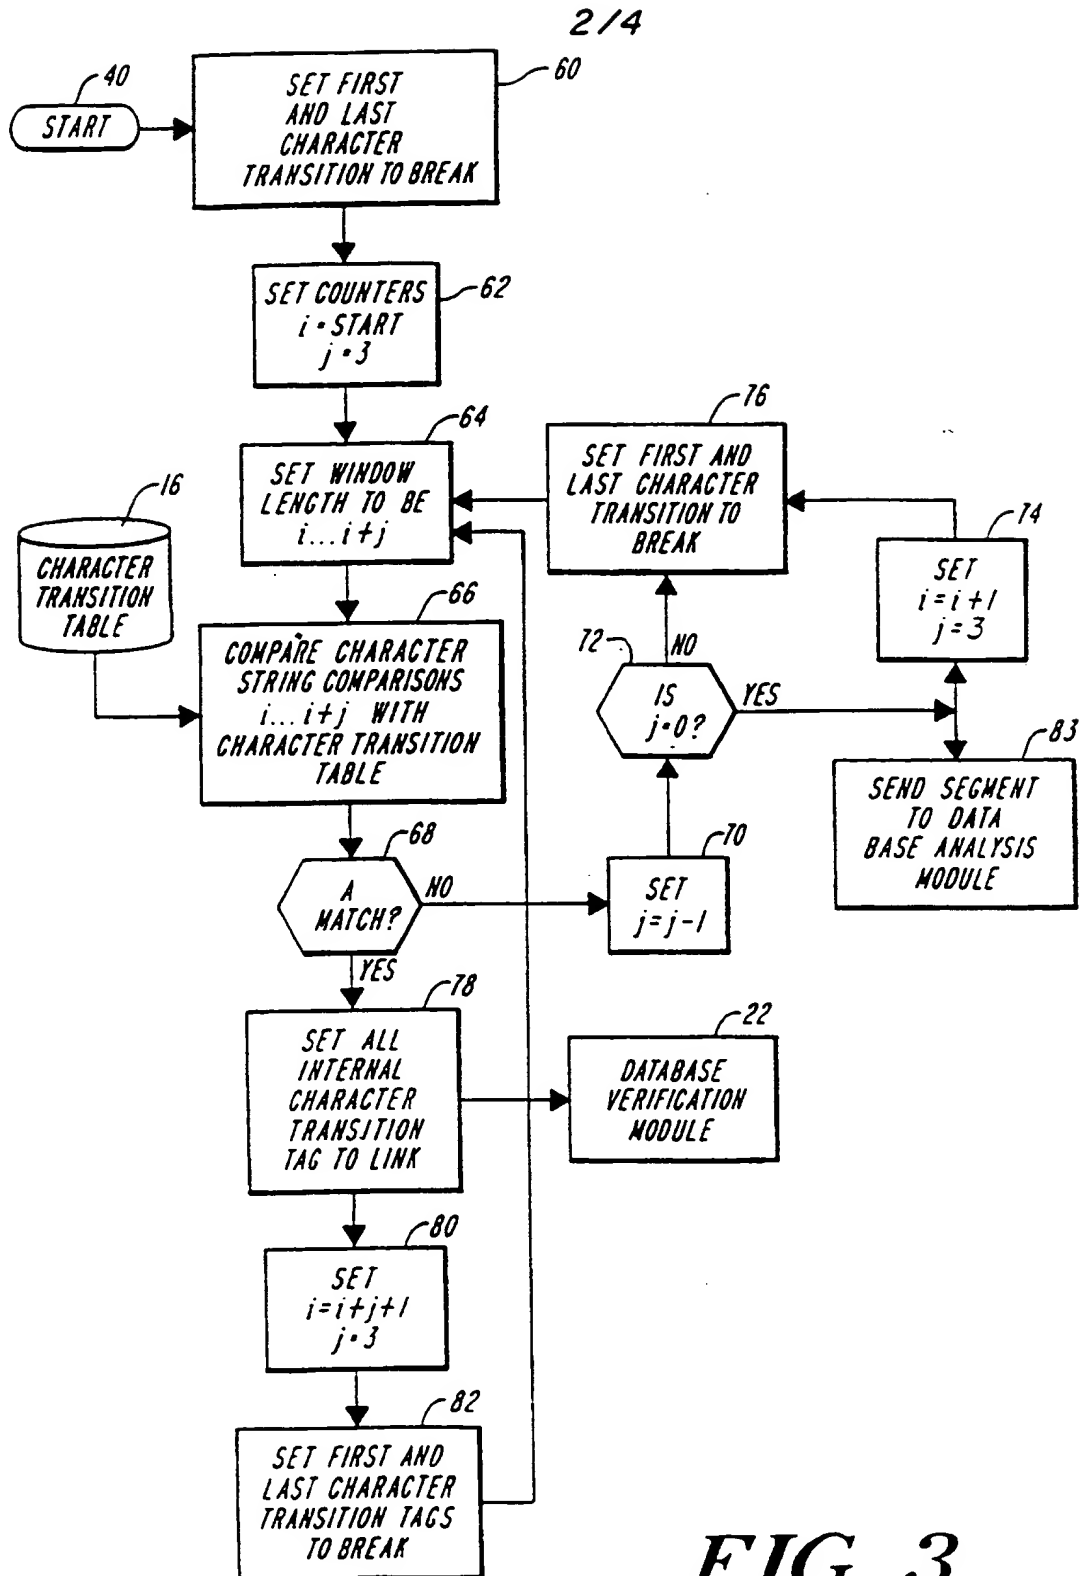 2/4
40
START
60
SET FIRST
AND LAST
CHARACTER
TRANSITION TO BREAK
62
SET COUNTERS
i = START
j = 3
64
SET WINDOW
LENGTH TO BE
i...i+j
76
SET FIRST AND
LAST CHARACTER
TRANSITION TO
BREAK
74
SET
i=i+1
j=3
16
CHARACTER
TRANSITION
TABLE
66
COMPARE CHARACTER
STRING COMPARISONS
i...i+j WITH
CHARACTER TRANSITION
TABLE
72
NO
IS
j=0?
YES
83
SEND SEGMENT
TO DATA
BASE ANALYSIS
MODULE
68
A
MATCH?
NO
YES
70
SET
j=j-1
78
SET ALL
INTERNAL
CHARACTER
TRANSITION
TAG TO LINK
22
DATABASE
VERIFICATION
MODULE
80
SET
i=i+j+1
j=3
82
SET FIRST AND
LAST CHARACTER
TRANSITION TAGS
TO BREAK
FIG. 3